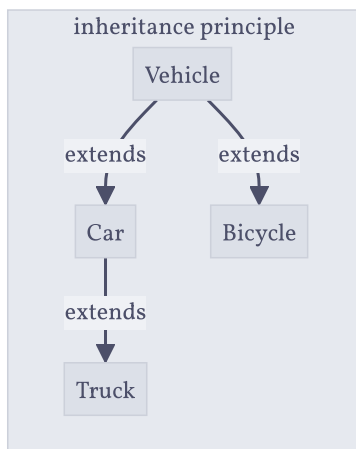 inheritance principle
Vehicle
extends
extends
Car
Bicycle
extends
Truck